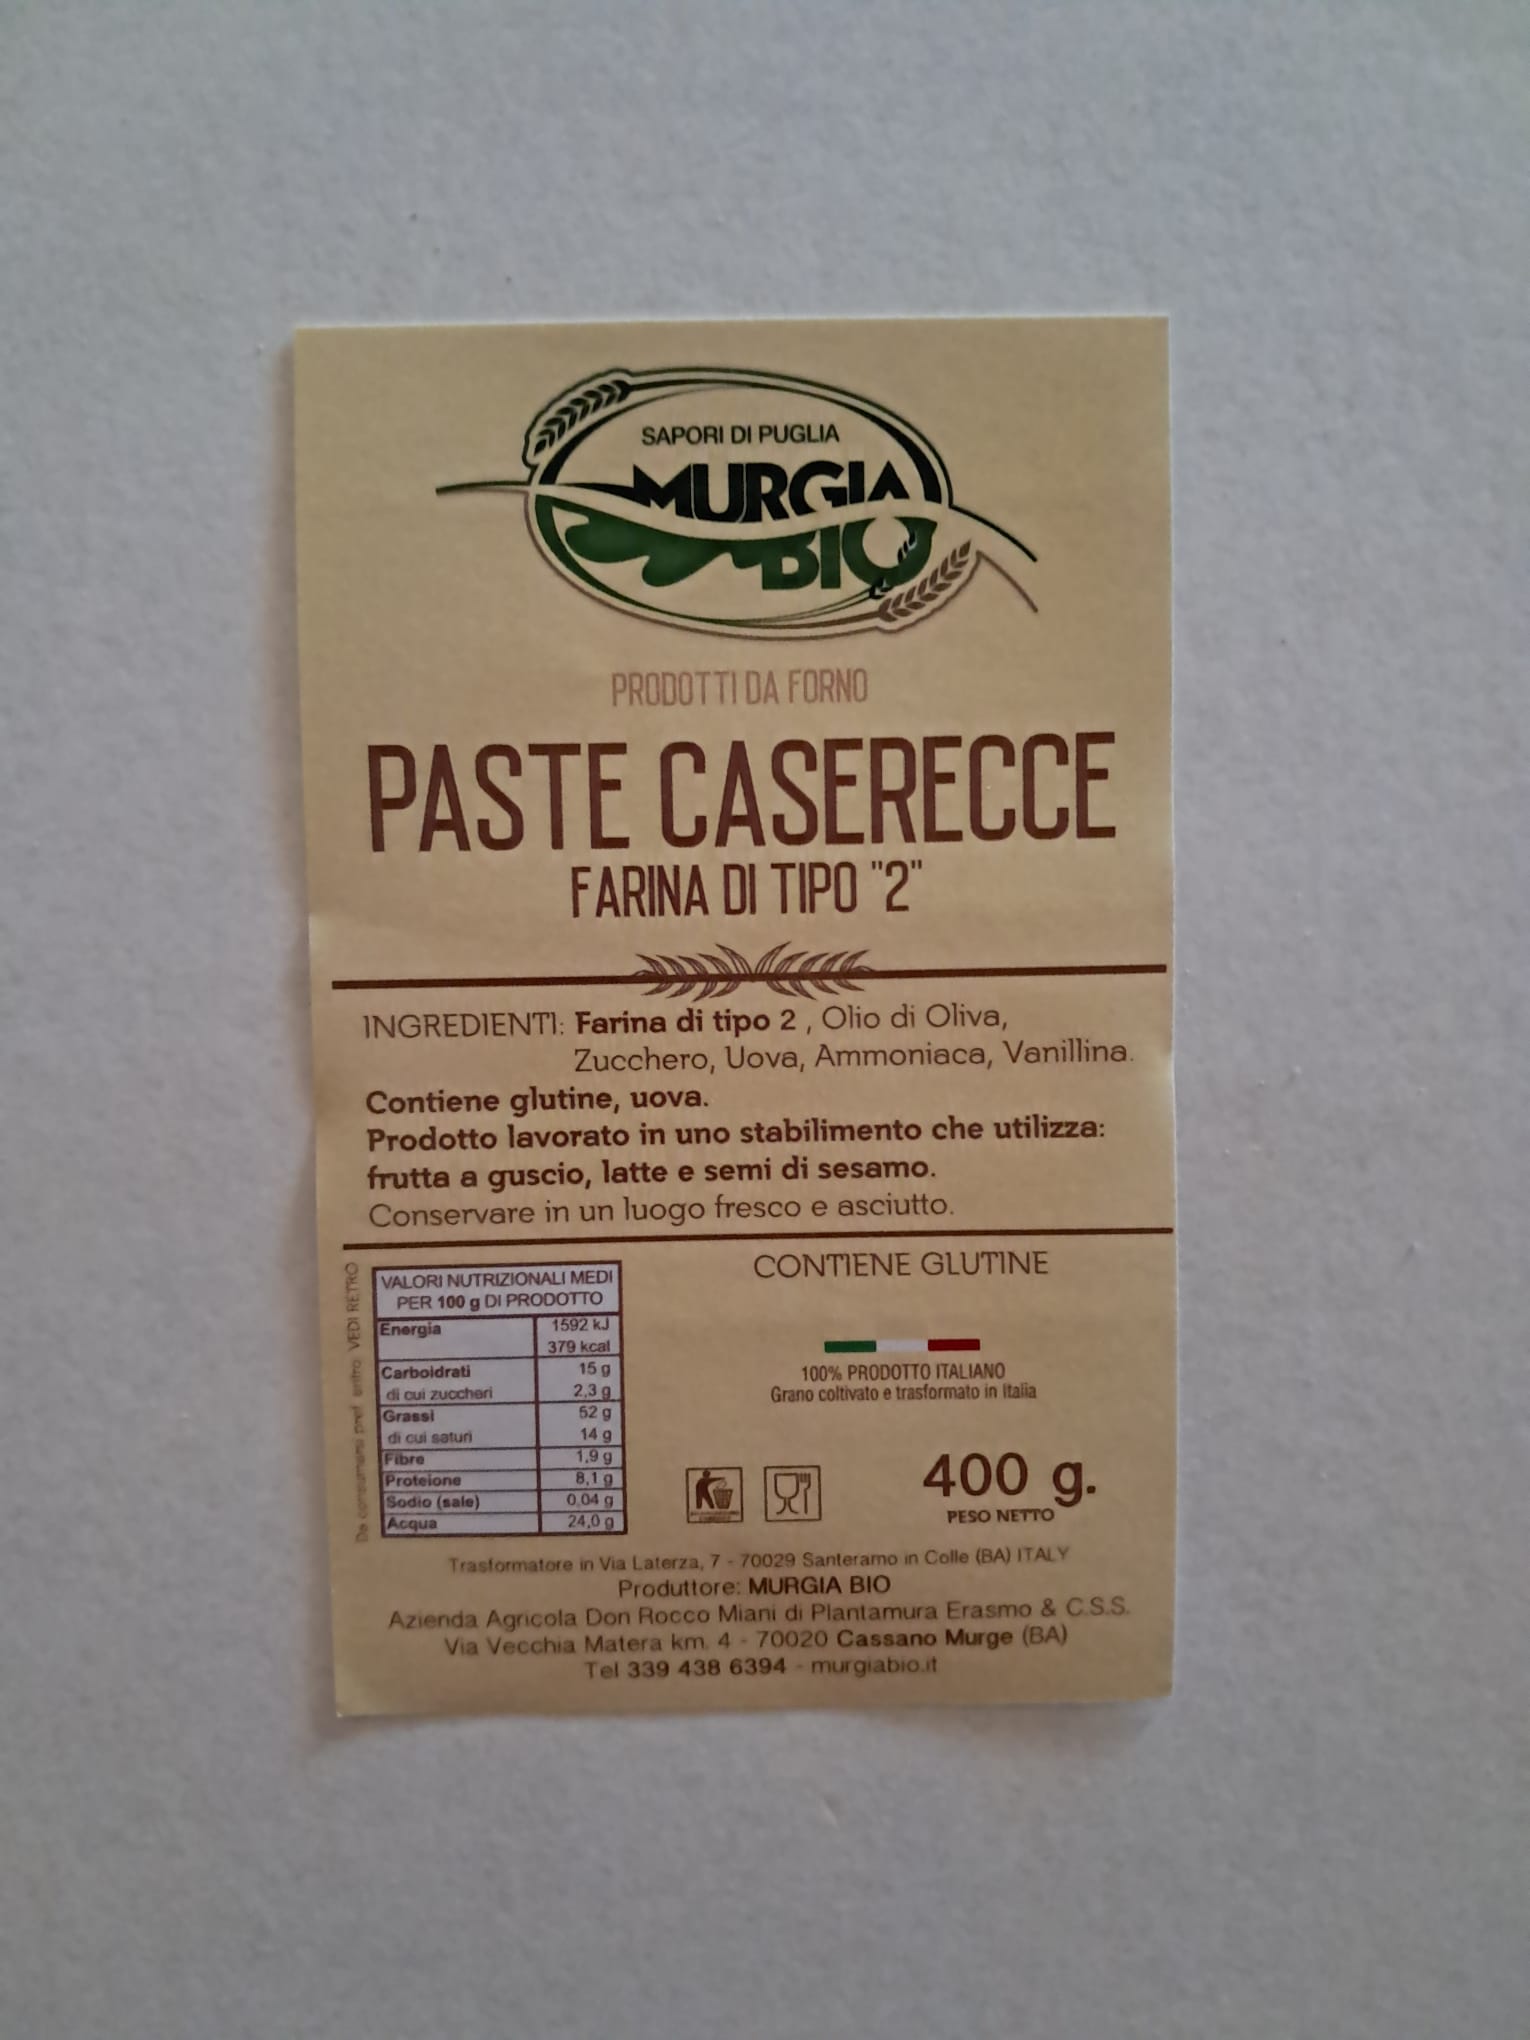 SAPORI DI PUGLIA
MURGIA
BIO
PRODOTTI DA FORNO
PASTE CASERECCE
FARINA DI TIPO "2"
INGREDIENTI: Farina di tipo 2 , Olio di Oliva,
Zucchero, Uova, Ammoniaca, Vanillina.
Contiene glutine, uova.
Prodotto lavorato in uno stabilimento che utilizza:
frutta a guscio, latte e semi di sesamo.
Conservare in un luogo fresco e asciutto.
Da consumarsi pref. entro VEDI RETRO
VALORI NUTRIZIONALI MEDI
PER 100 g DI PRODOTTO
Energia 1592 kJ
379 kcal
Carboidrati 15 g
di cui zuccheri 2,3 g
Grassi 52 g
di cui saturi 14 g
Fibre 1,9 g
Proteione 8,1 g
Sodio (sale) 0,04 g
Acqua 24,0 g
CONTIENE GLUTINE
100% PRODOTTO ITALIANO
Grano coltivato e trasformato in Italia
400 g.
PESO NETTO
Trasformatore in Via Laterza, 7 - 70029 Santeramo in Colle (BA) ITALY
Produttore: MURGIA BIO
Azienda Agricola Don Rocco Miani di Plantamura Erasmo & C.S.S.
Via Vecchia Matera km. 4 - 70020 Cassano Murge (BA)
Tel 339 438 6394 - murgiabio.it